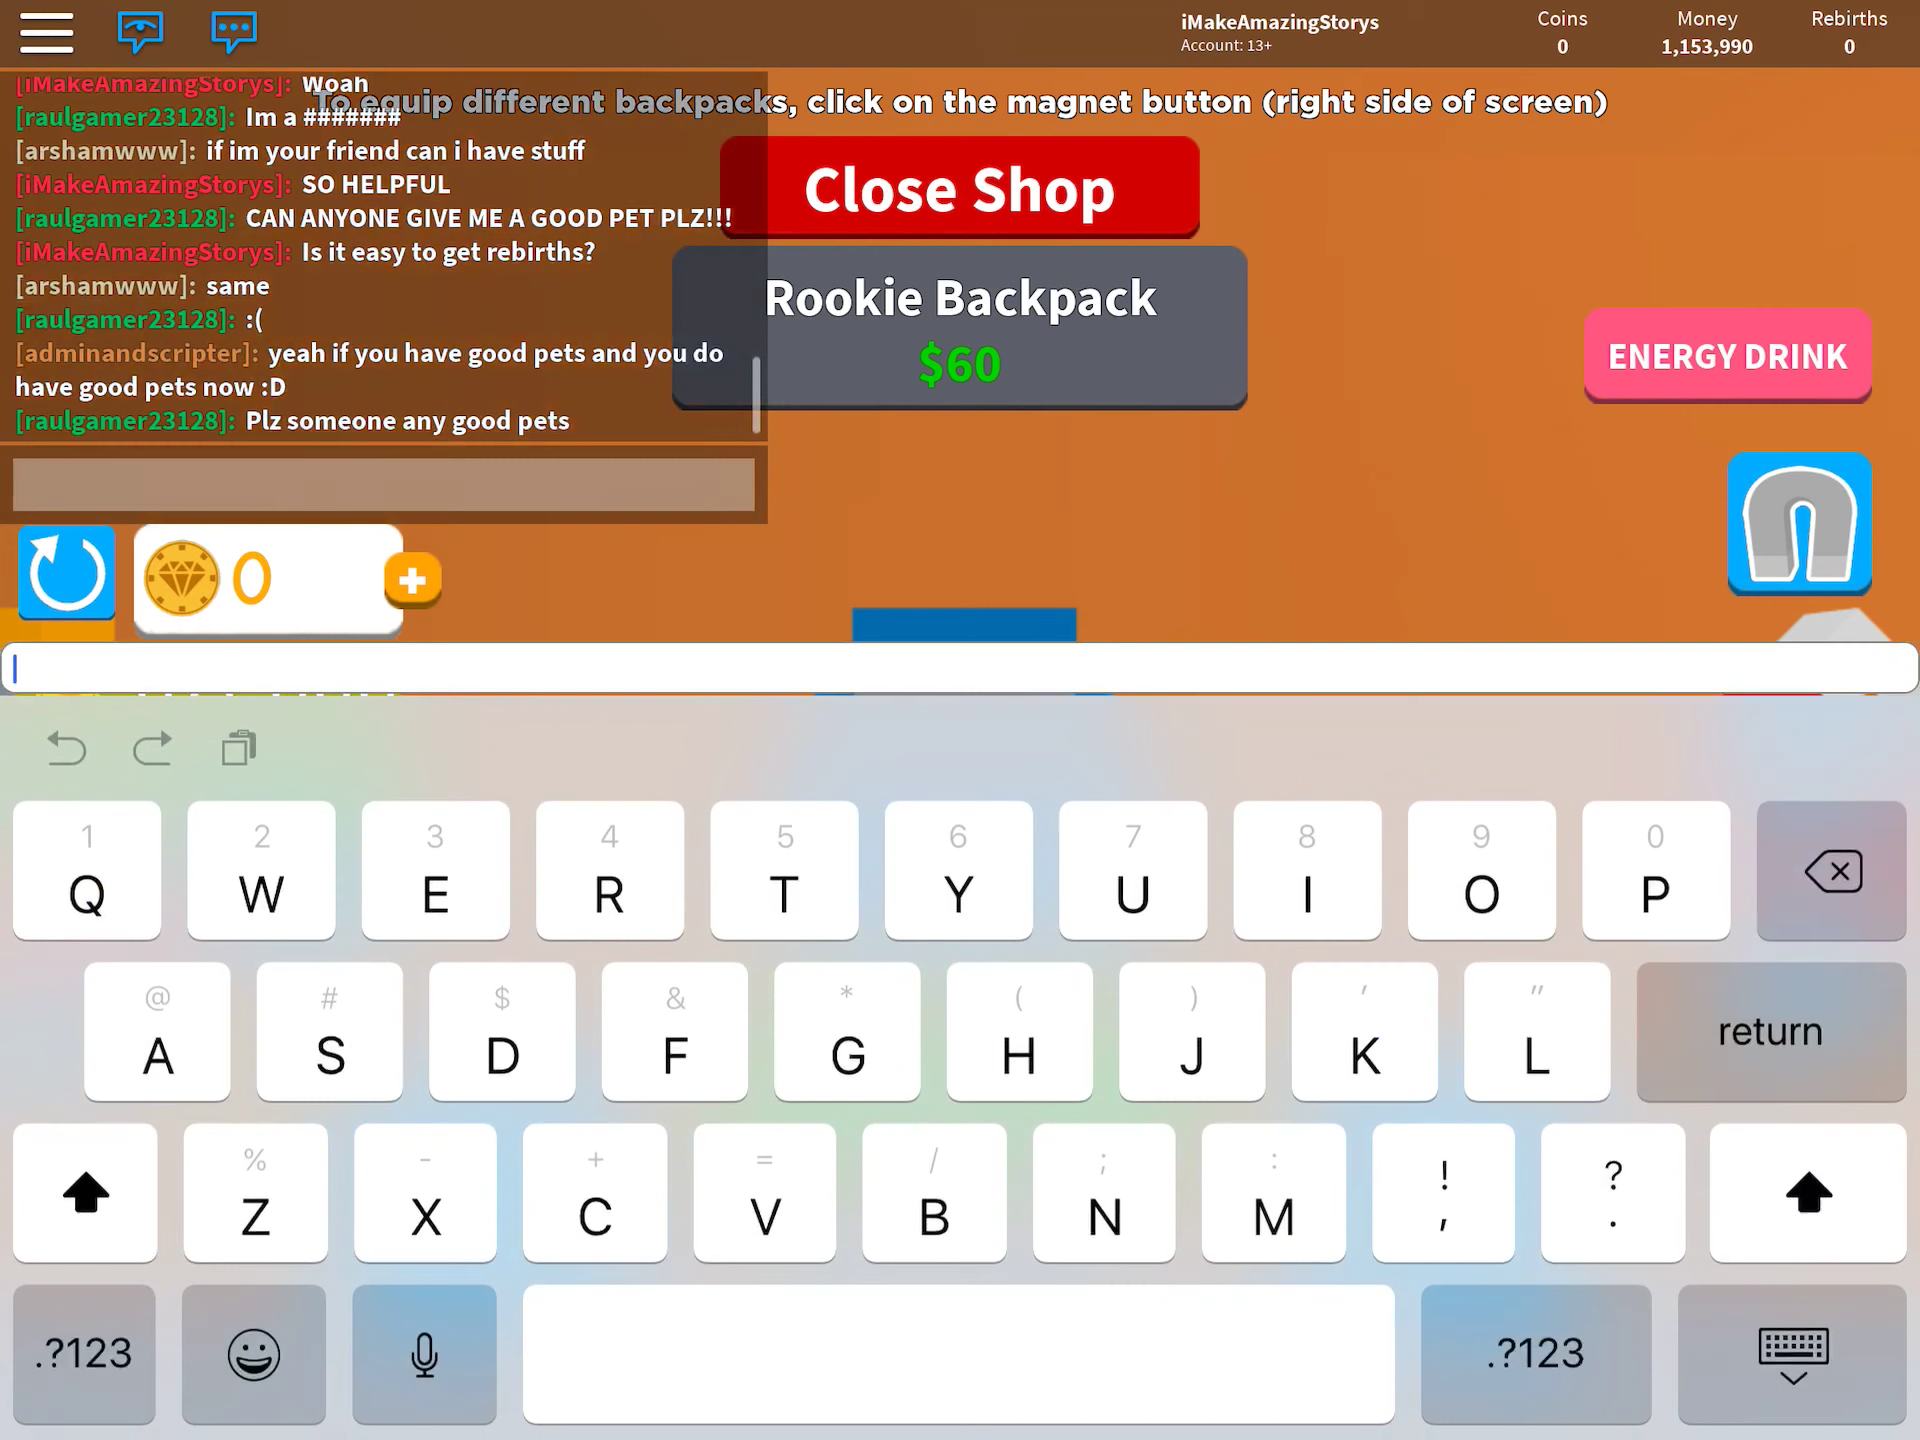 iMakeAmazingStorys
Account: 13+
Coins
0
Money
1,153,990
Rebirths
0
To equip different backpacks, click on the magnet button (right side of screen)
[iMakeAmazingStorys]: Woah
[raulgamer23128]: Im a #######
[arshamwww]: if im your friend can i have stuff
[iMakeAmazingStorys]: SO HELPFUL
[raulgamer23128]: CAN ANYONE GIVE ME A GOOD PET PLZ!!!
[iMakeAmazingStorys]: Is it easy to get rebirths?
[arshamwww]: same
[raulgamer23128]: :(
[adminandscripter]: yeah if you have good pets and you do
have good pets now :D
[raulgamer23128]: Plz someone any good pets
Close Shop
Rookie Backpack
$60
ENERGY DRINK
0
+
1 2 3 4 5 6 7 8 9 0
Q W E R T Y U I O P
@ # $ & * ( ) ' "
A S D F G H J K L return
% - + = / ; : ! ?
Z X C V B N M , .
.?123 .?123